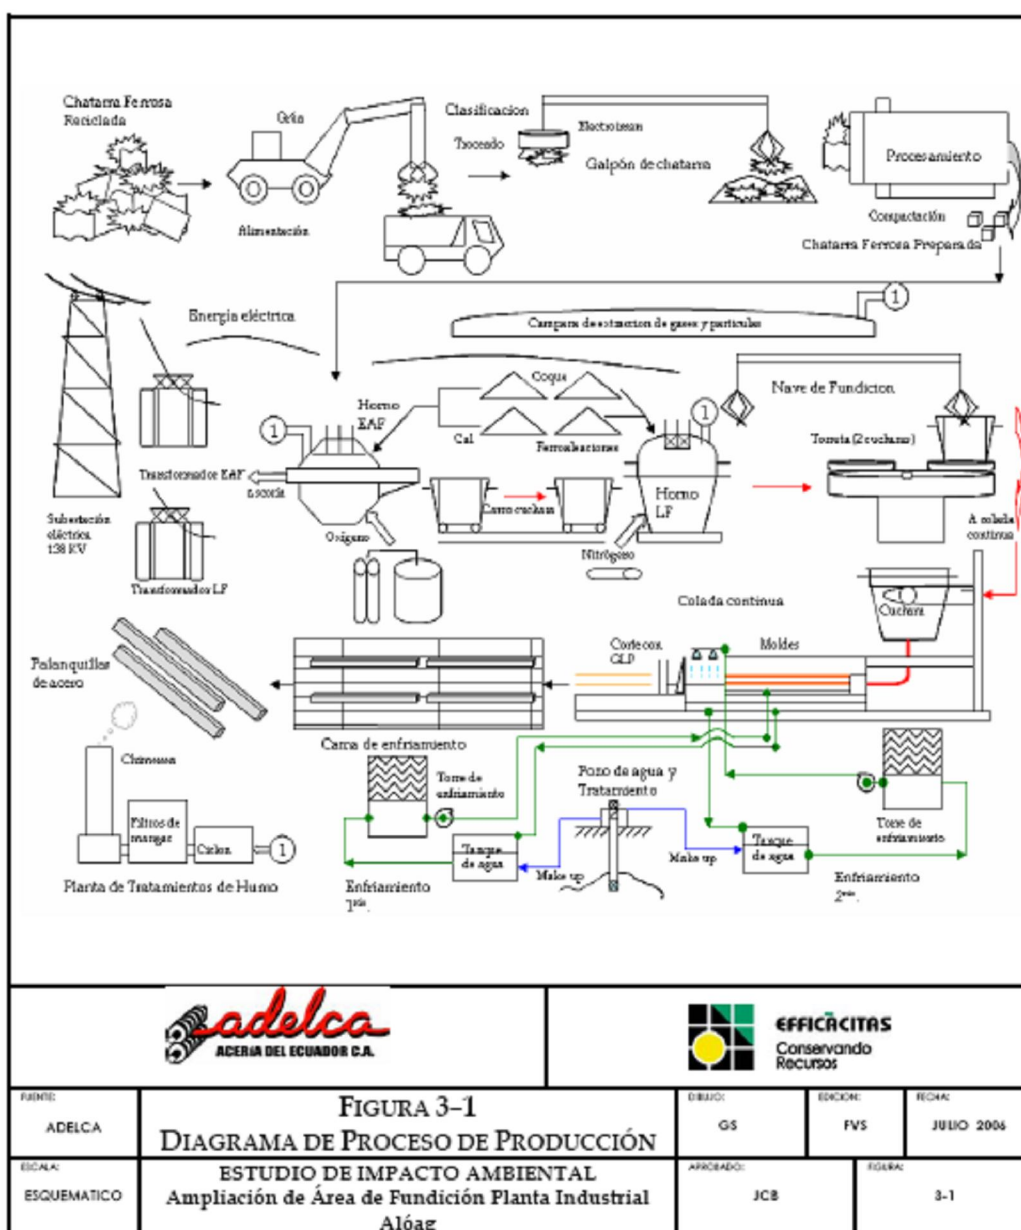 Chatarra Ferrosa
Reciclada
Grúa
Alimentación
Clasificacion
Troceado
Electroiman
Galpón de chatarra
Procesamiento
Compactación
Chatarra Ferrosa Preparada
Energía eléctrica
Campana de extraccion de gases y particulas
1
Subestación
eléctrica
138 KV
Transformador EAF
Transformador LF
1
Horno
EAF
Escoria
Oxígeno
Coque
Cal
Ferroaleaciones
Carro cuchara
1
Horno
LF
Nitrógeno
Nave de Fundicion
Torreta (2 cucharas)
A colada
continua
Colada continua
Cuchara
Moldes
Corte con
GLP
Cama de enfriamiento
Palanquillas
de acero
Chimenea
Filtros de
mangas
Ciclon
1
Planta de Tratamientos de Humo
Torre de
enfriamiento
Tanque
de agua
Enfriamiento
Make up
Pozo de agua y
Tratamiento
Make up
Tanque
de agua
Torre de
enfriamiento
Enfriamiento
adelca
ACERIA DEL ECUADOR C.A.
EFFICĀCITAS
Conservando
Recursos
FUENTE:
ADELCA
FIGURA 3-1
DIAGRAMA DE PROCESO DE PRODUCCIÓN
DIBUJO:
GS
EDICION:
FVS
FECHA:
JULIO 2006
ESCALA:
ESQUEMATICO
ESTUDIO DE IMPACTO AMBIENTAL
Ampliación de Área de Fundición Planta Industrial
Alóag
APROBADO:
JCB
FIGURA:
3-1